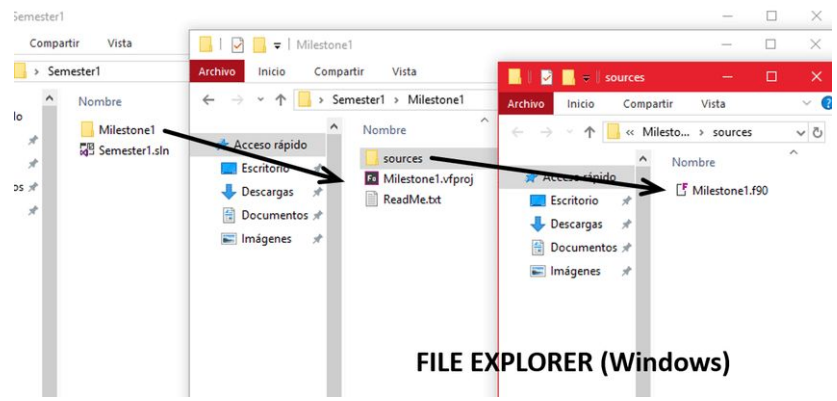 Semester1
Compartir Vista
> Semester1
Nombre
Milestone1
Semester1.sln
Milestone1
Archivo Inicio Compartir Vista
> Semester1 > Milestone1
Acceso rápido
Escritorio
Descargas
Documentos
Imágenes
Nombre
sources
Milestone1.vfproj
ReadMe.txt
sources
Archivo Inicio Compartir Vista
« Milesto... > sources
Acceso rápido
Escritorio
Descargas
Documentos
Imágenes
Nombre
Milestone1.f90
FILE EXPLORER (Windows)